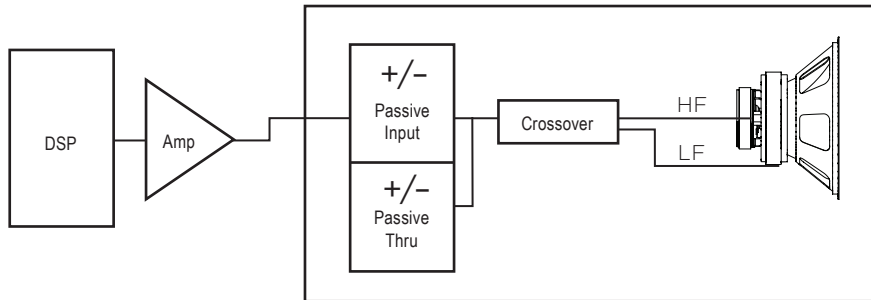 DSP
Amp
+/–
Passive
Input
+/–
Passive
Thru
Crossover
HF
LF